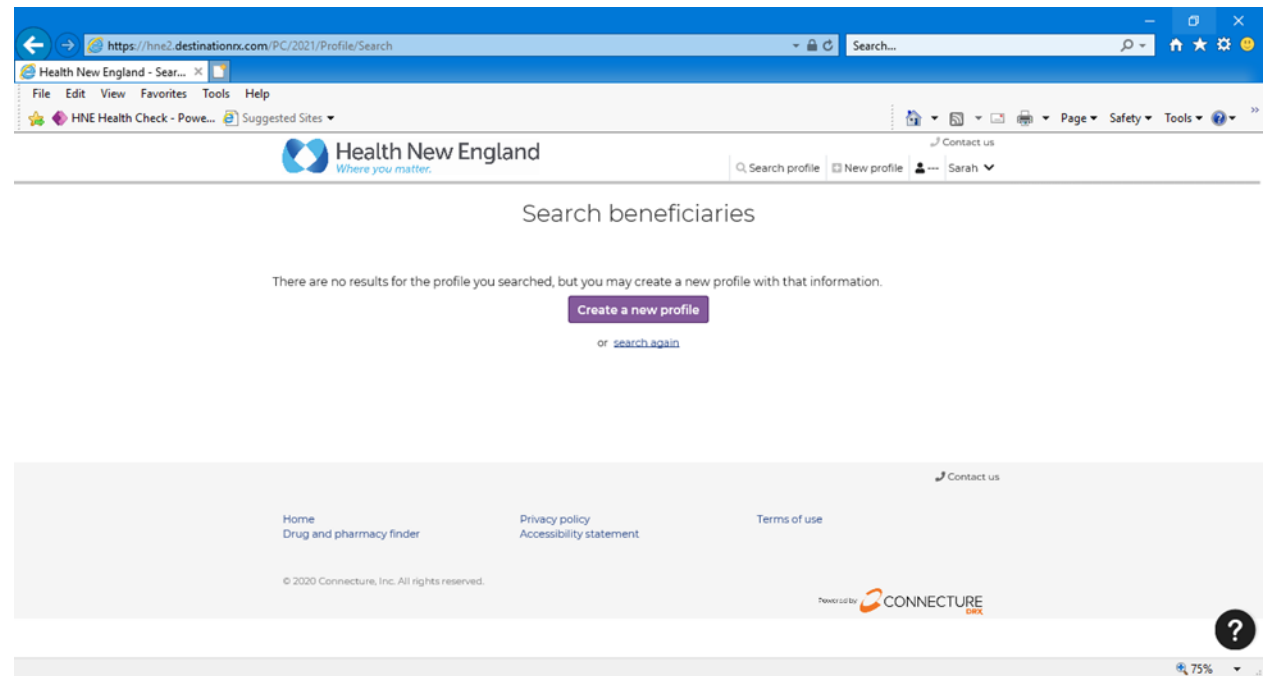 https://hne2.destinationrx.com/PC/2021/Profile/Search
Search...
Health New England - Sear...
File Edit View Favorites Tools Help
HNE Health Check - Powe... Suggested Sites
Page Safety Tools
Contact us
Health New England
Where you matter.
Search profile New profile --- Sarah
Search beneficiaries
There are no results for the profile you searched, but you may create a new profile with that information.
Create a new profile
or search again
Contact us
Home Privacy policy Terms of use
Drug and pharmacy finder Accessibility statement
© 2020 Connecture, Inc. All rights reserved.
Powered by CONNECTURE
DRX
?
75%